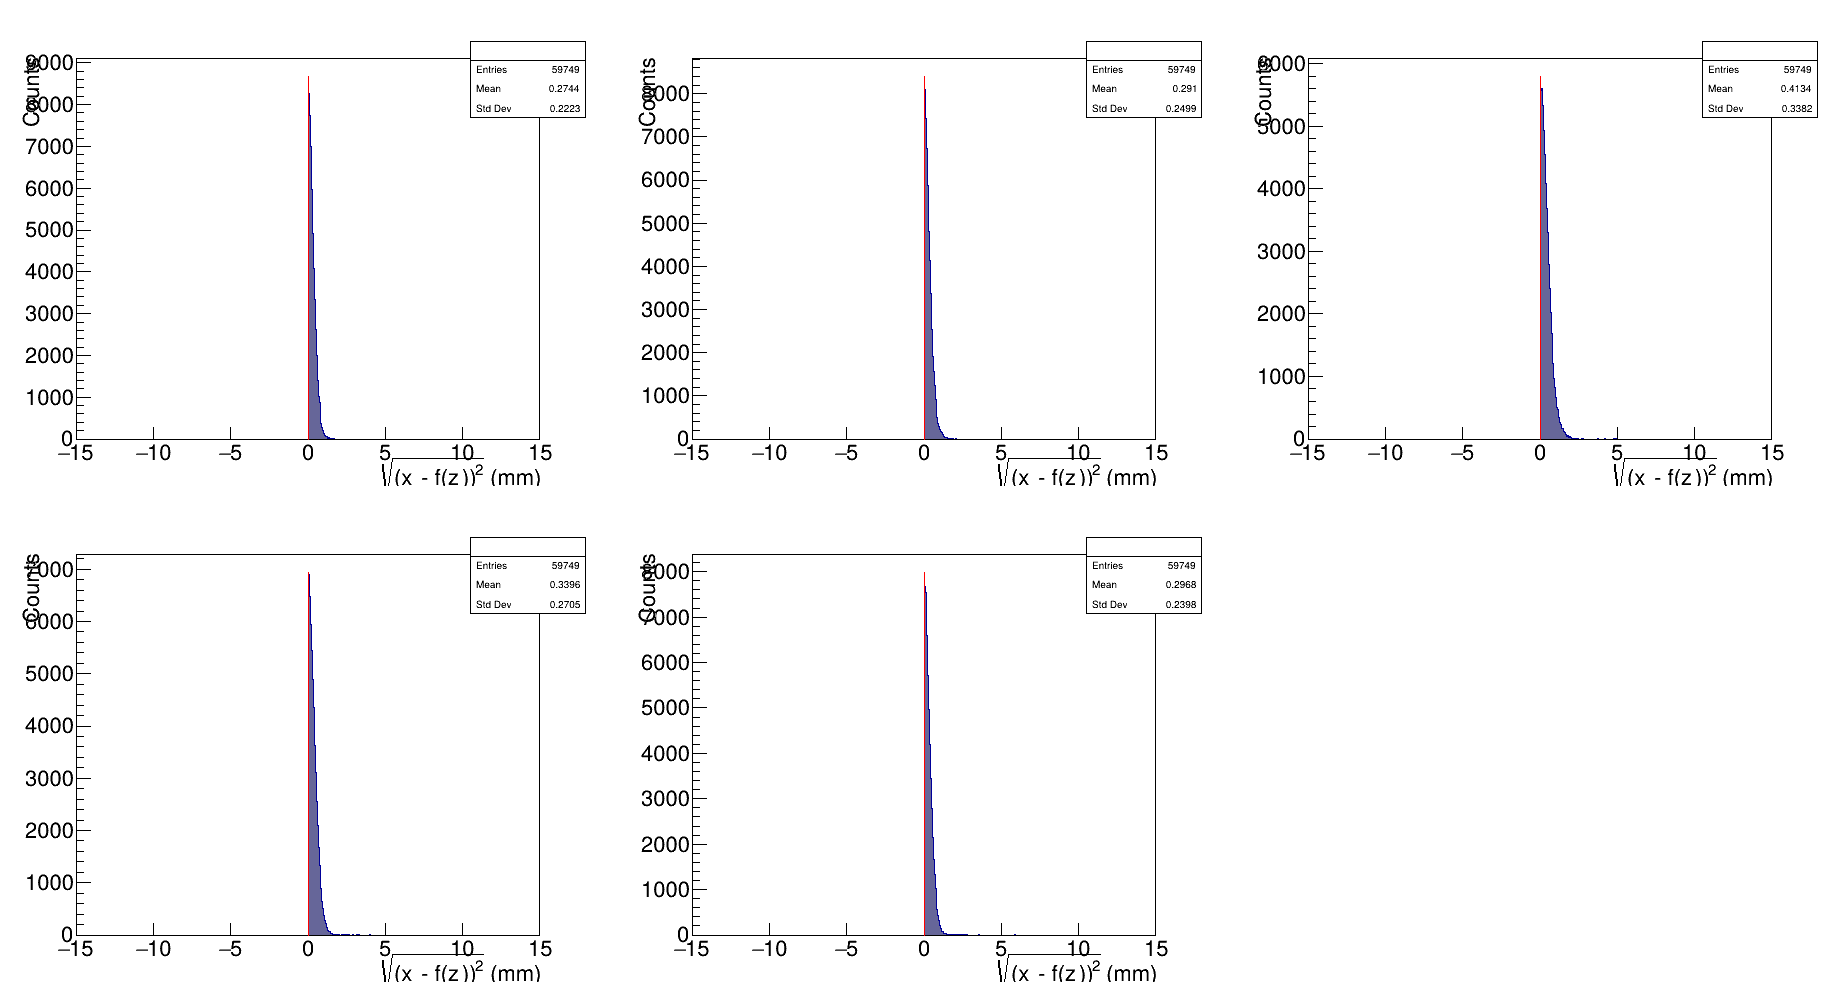 Counts
9000
8000
7000
6000
5000
4000
3000
2000
1000
0
−15 −10 −5 0 5 10 15
√(x - f(z))² (mm)
Entries 59749
Mean 0.2744
Std Dev 0.2223
Counts
8000
7000
6000
5000
4000
3000
2000
1000
0
−15 −10 −5 0 5 10 15
√(x - f(z))² (mm)
Entries 59749
Mean 0.291
Std Dev 0.2499
Counts
6000
5000
4000
3000
2000
1000
0
−15 −10 −5 0 5 10 15
√(x - f(z))² (mm)
Entries 59749
Mean 0.4134
Std Dev 0.3382
Counts
7000
6000
5000
4000
3000
2000
1000
0
−15 −10 −5 0 5 10 15
√(x - f(z))² (mm)
Entries 59749
Mean 0.3396
Std Dev 0.2705
Counts
8000
7000
6000
5000
4000
3000
2000
1000
0
−15 −10 −5 0 5 10 15
√(x - f(z))² (mm)
Entries 59749
Mean 0.2968
Std Dev 0.2398